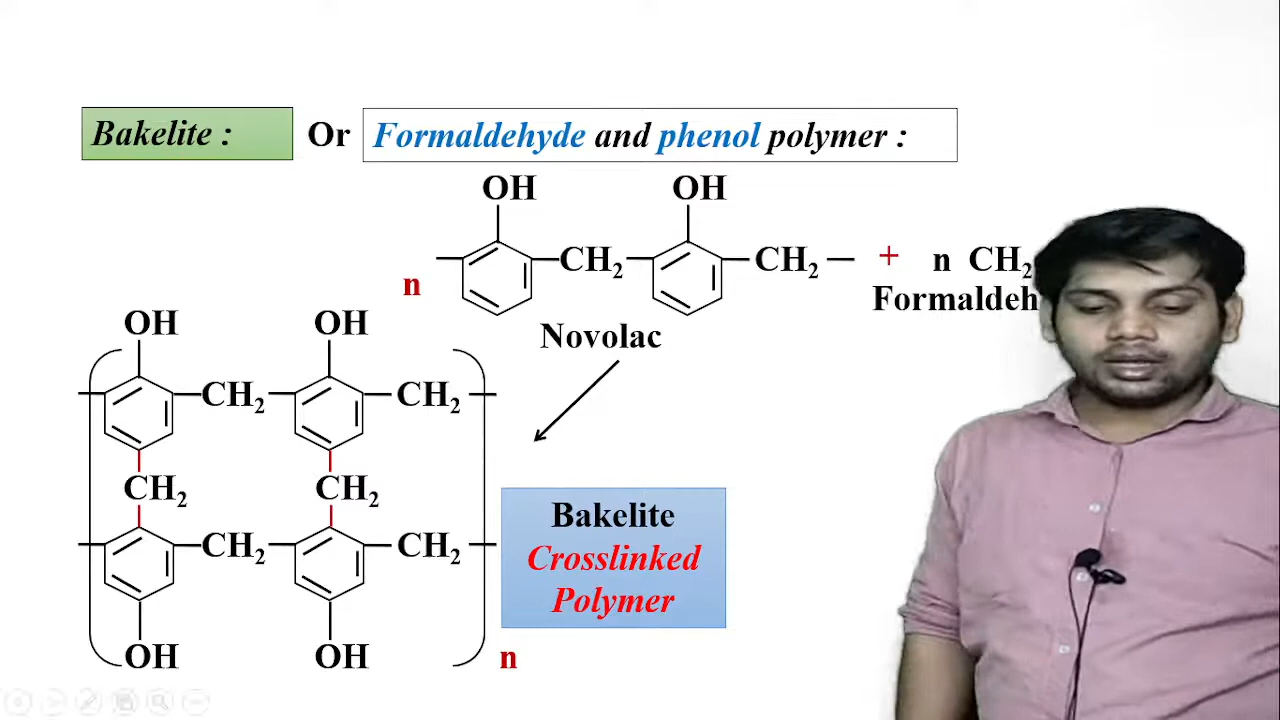 Bakelite : Or Formaldehyde and phenol polymer :
OH OH
n CH2 CH2 + n CH2
Novolac
OH OH
CH2 CH2
CH2 CH2
CH2 CH2
OH OH n
Bakelite
Crosslinked
Polymer